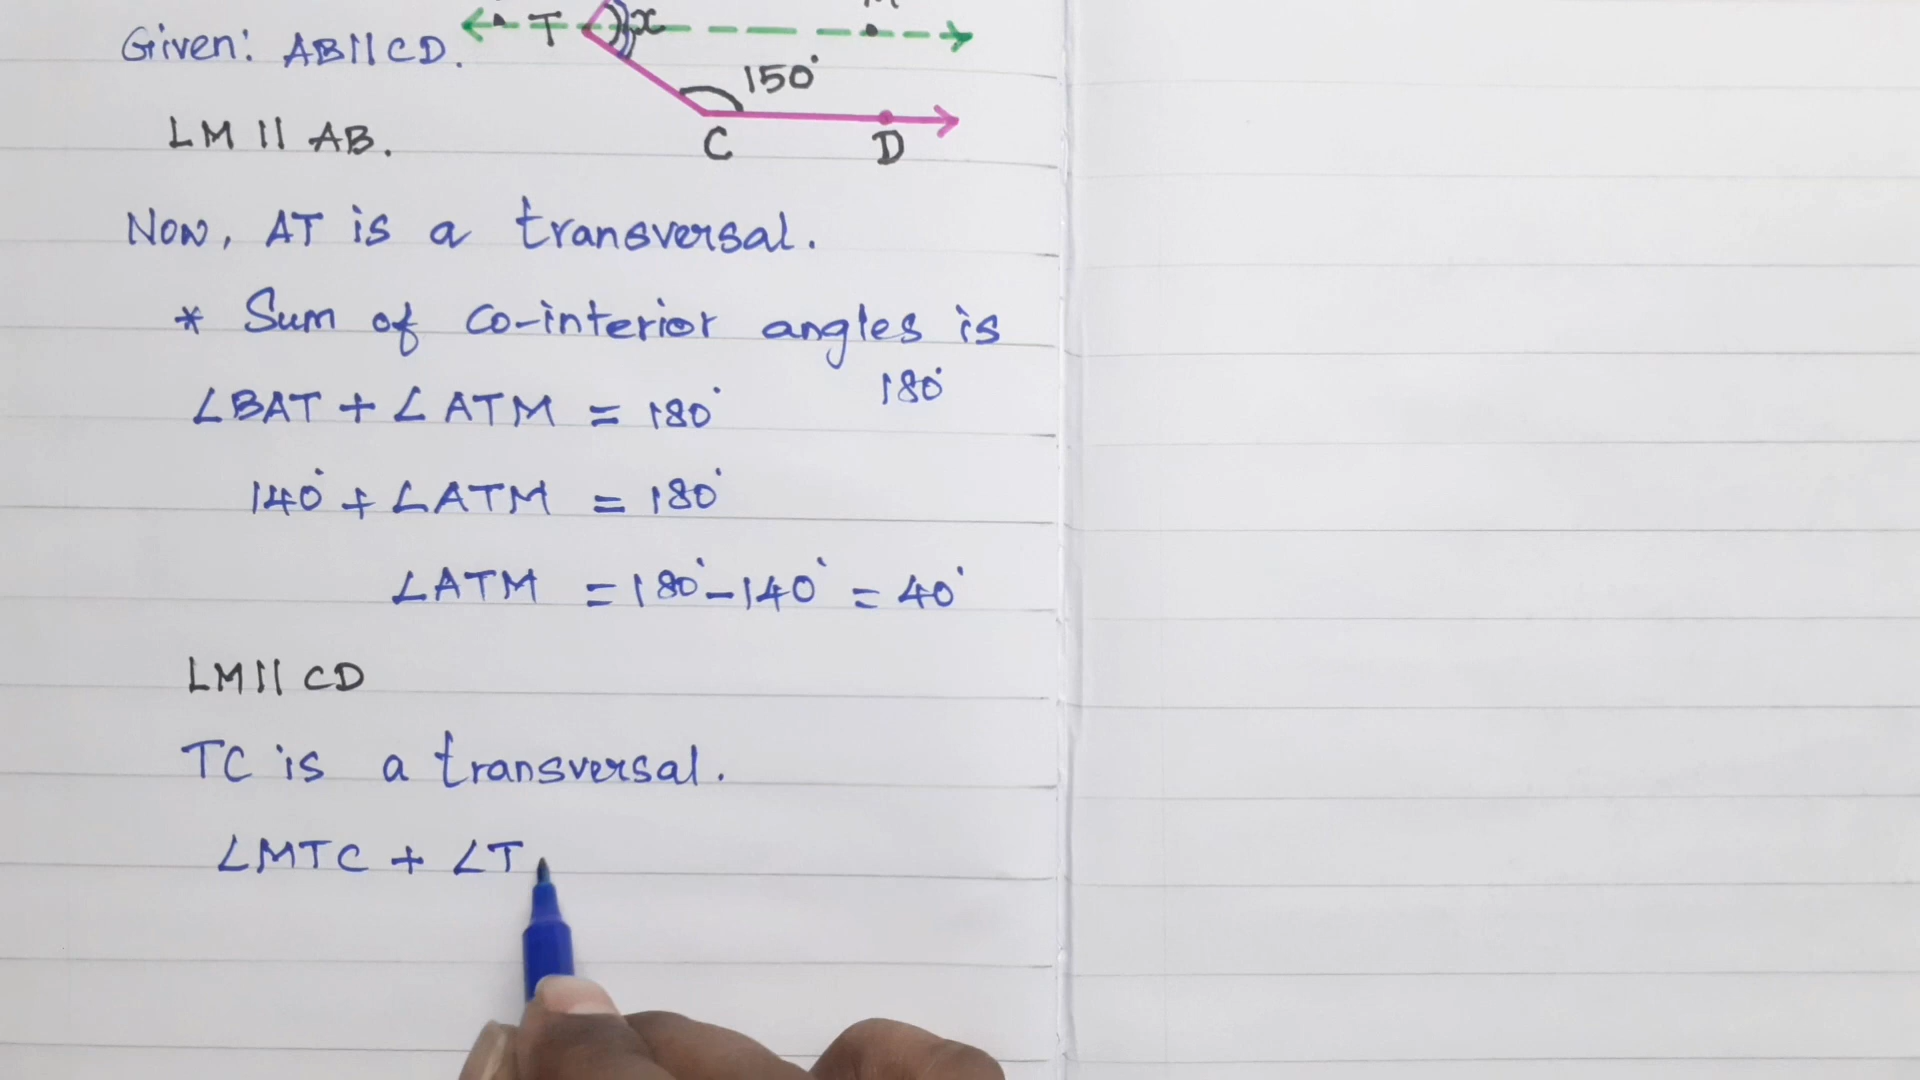 T x
Given: AB||CD.
150°
LM || AB.
C D
Now, AT is a transversal.
* Sum of co-interior angles is
180°
∠BAT + ∠ATM = 180°
140° + ∠ATM = 180°
∠ATM = 180° - 140° = 40°
LM || CD
TC is a transversal.
∠MTC + ∠T